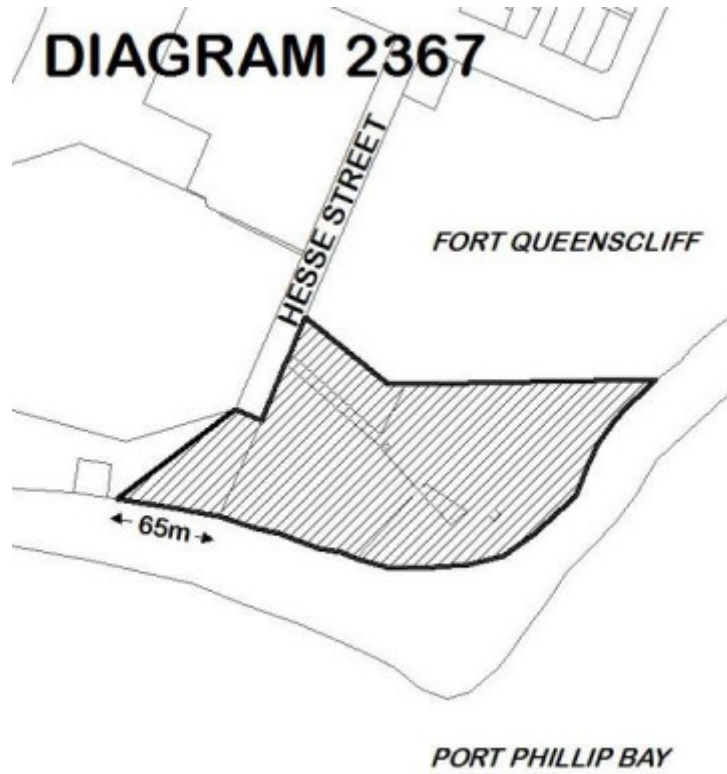 DIAGRAM 2367
HESSE STREET
FORT QUEENSCLIFF
65m
PORT PHILLIP BAY